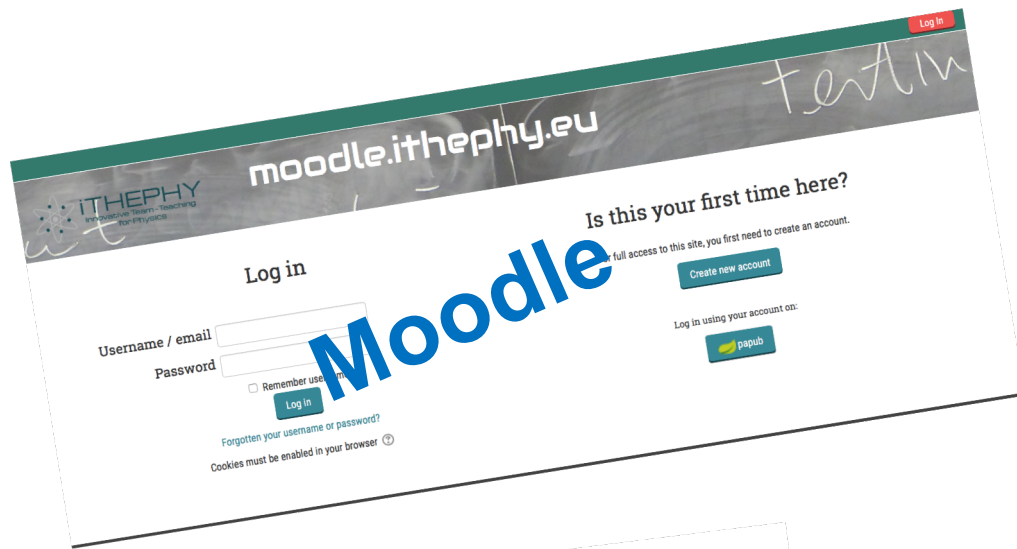 Log In
moodle.ithephy.eu
iTHEPHY
Innovative Team-Teaching
for Physics
Log in
Username / email
Password
Remember
Log in
Forgotten your username or password?
Cookies must be enabled in your browser
Is this your first time here?
full access to this site, you first need to create an account.
Create new account
Log in using your account on:
papub
Moodle